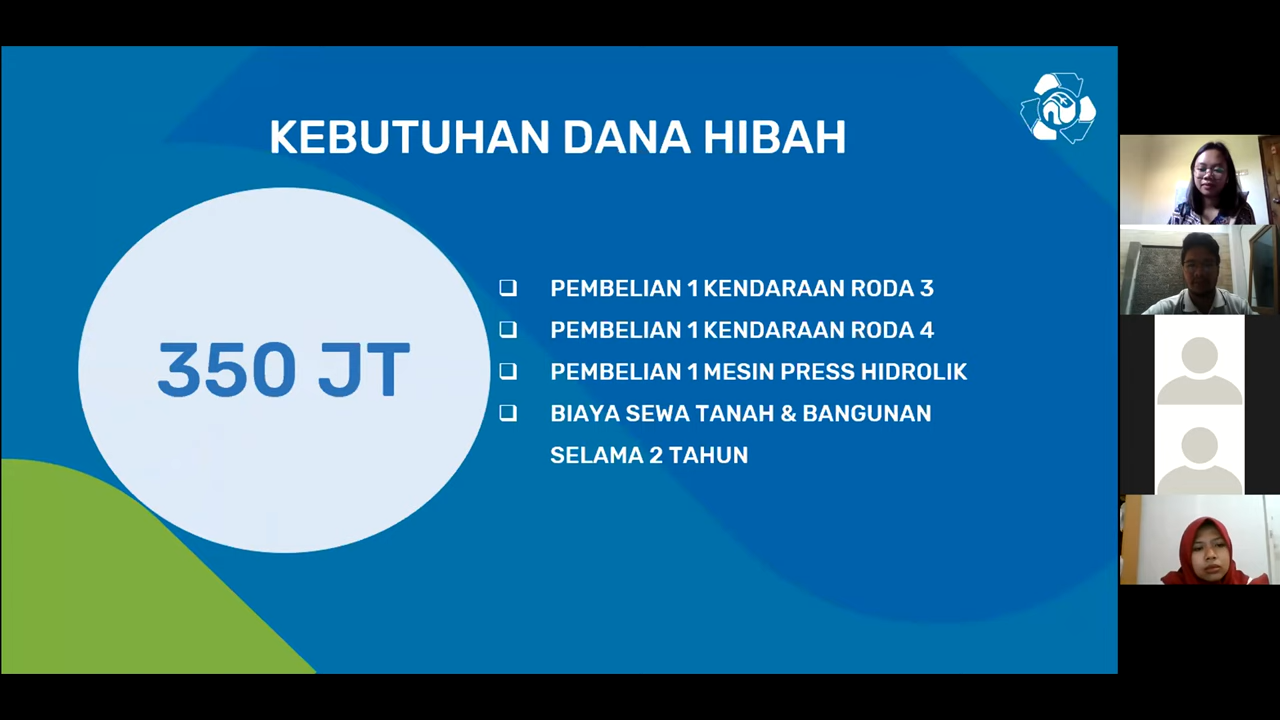 KEBUTUHAN DANA HIBAH
350 JT
PEMBELIAN 1 KENDARAAN RODA 3
PEMBELIAN 1 KENDARAAN RODA 4
PEMBELIAN 1 MESIN PRESS HIDROLIK
BIAYA SEWA TANAH & BANGUNAN
SELAMA 2 TAHUN